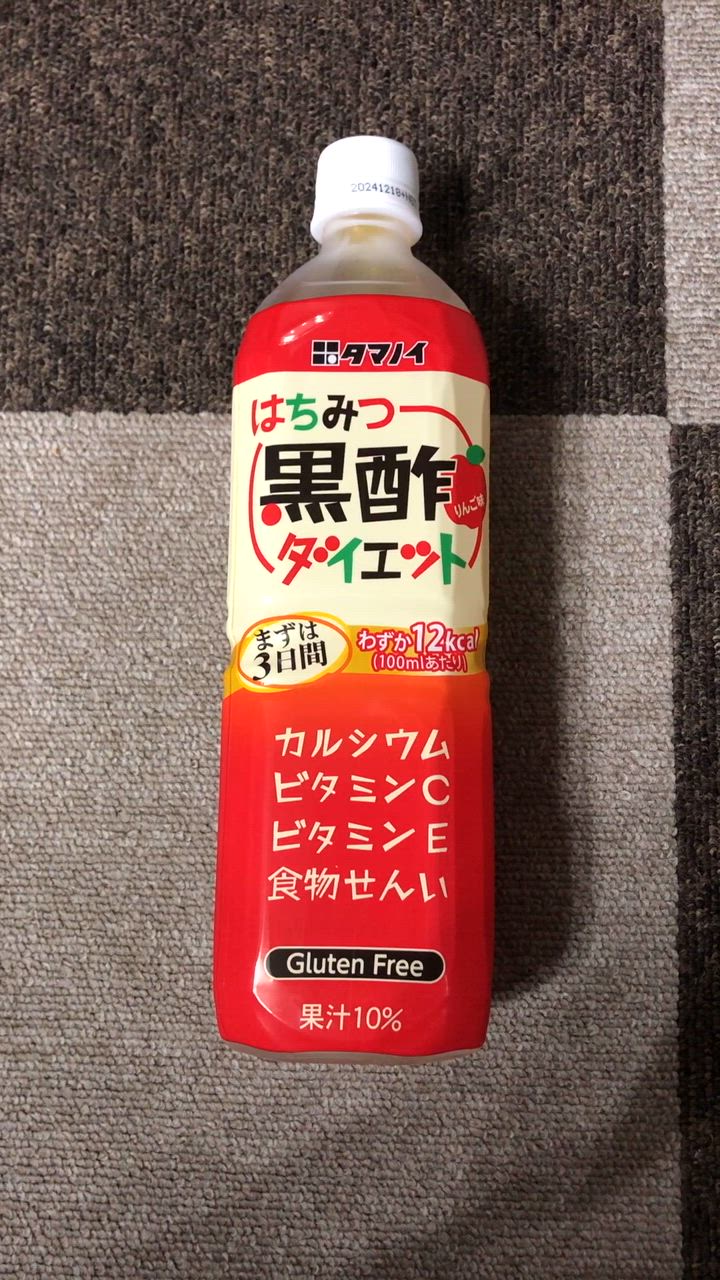 20241218
タマノイ
はちみつ
黒酢
りんご味
ダイエット
まずは
3日間
わずか12kcal
(100mlあたり)
カルシウム
ビタミンC
ビタミンE
食物せんい
Gluten Free
果汁10%